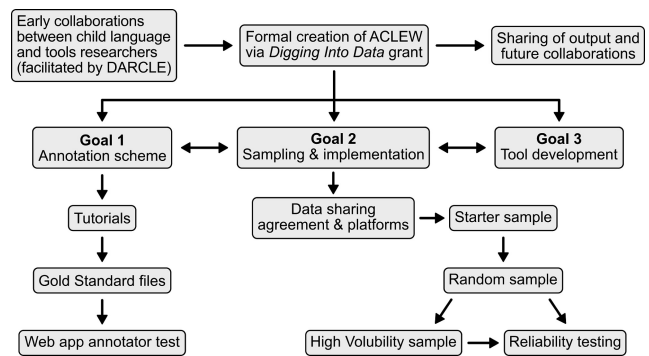 Early collaborations
between child language
and tools researchers
(facilitated by DARCLE)
Formal creation of ACLEW
via Digging Into Data grant
Sharing of output and
future collaborations
Goal 1
Annotation scheme
Goal 2
Sampling & implementation
Goal 3
Tool development
Tutorials
Data sharing
agreement & platforms
Starter sample
Gold Standard files
Random sample
Web app annotator test
High Volubility sample
Reliability testing